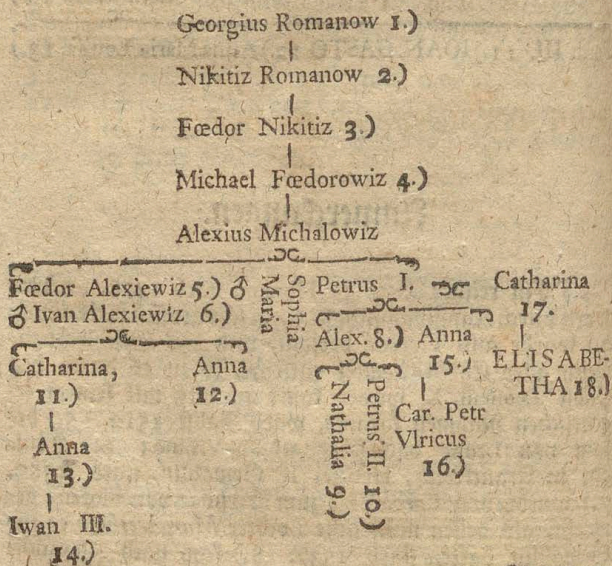 Georgius Romanow 1.)
Nikitiz Romanow 2.)
Fœdor Nikitiz 3.)
Michael Fœdorowiz 4.)
Alexius Michalowiz
Fœdor Alexiewiz 5.) ♂
♂ Ivan Alexiewiz 6.)
Sophia
Maria
Petrus I.
Catharina
17.
Alex. 8.)
Anna
15.)
ELISABE-
THA 18.)
Catharina,
11.)
Anna
12.)
Petrus II. 10.)
Nathalia 9.)
Car. Petr
Vlricus
16.)
Anna
13.)
Iwan III.
14.)